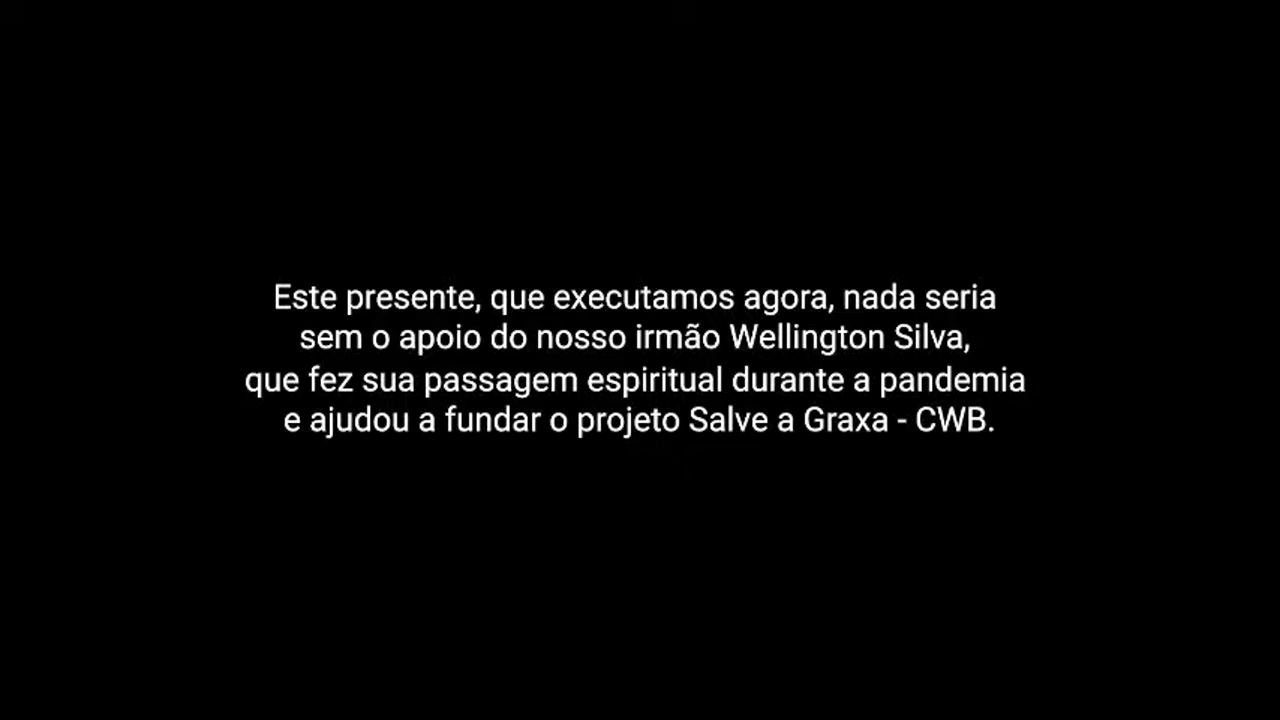 Este presente, que executamos agora, nada seria
sem o apoio do nosso irmão Wellington Silva,
que fez sua passagem espiritual durante a pandemia
e ajudou a fundar o projeto Salve a Graxa - CWB.